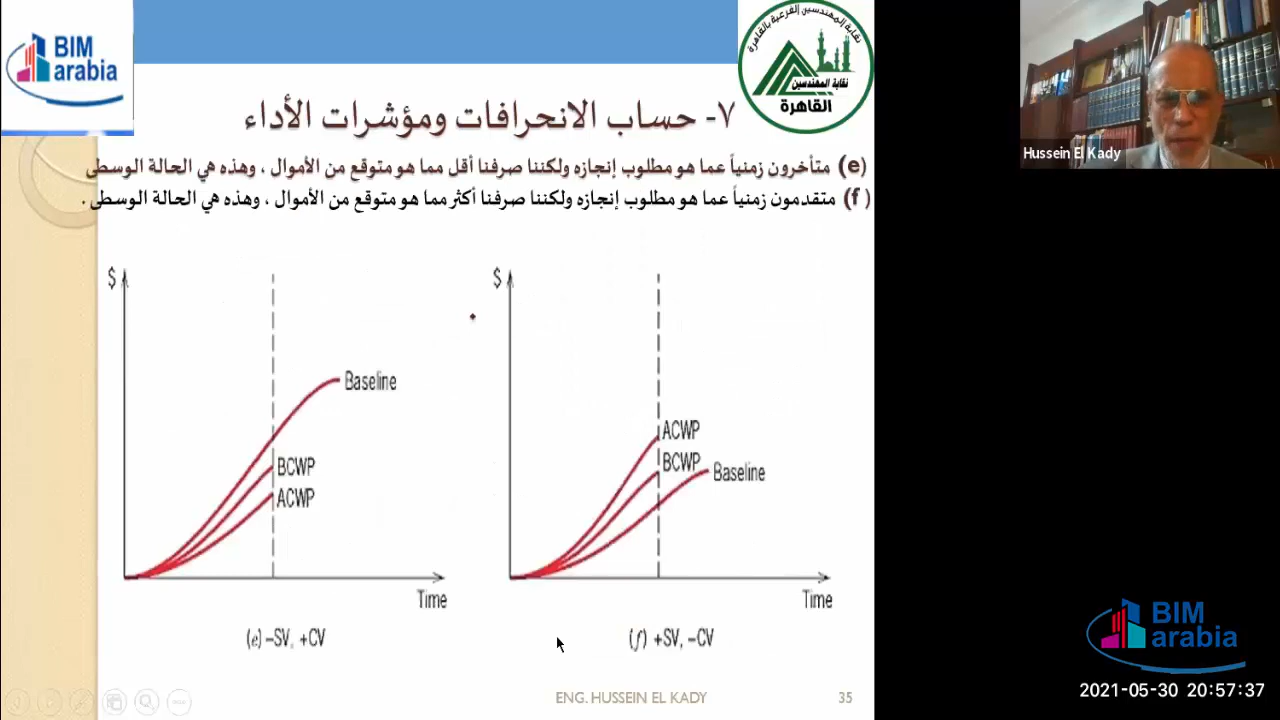 BIM
arabia
نقابة المهندسين الفرعية بالقاهرة
نقابة المهندسين
القاهرة
٧- حساب الانحرافات ومؤشرات الأداء
(e) متأخرون زمنياً عما هو مطلوب إنجازه ولكننا صرفنا أقل مما هو متوقع من الأموال ، وهذه هي الحالة الوسطى
(f) متقدمون زمنياً عما هو مطلوب إنجازه ولكننا صرفنا أكثر مما هو متوقع من الأموال ، وهذه هي الحالة الوسطى .
Hussein El Kady
$
Baseline
BCWP
ACWP
Time
(e) –SV, +CV
$
ACWP
BCWP
Baseline
Time
(f) +SV, –CV
ENG. HUSSEIN EL KADY
35
BIM
arabia
2021-05-30 20:57:37